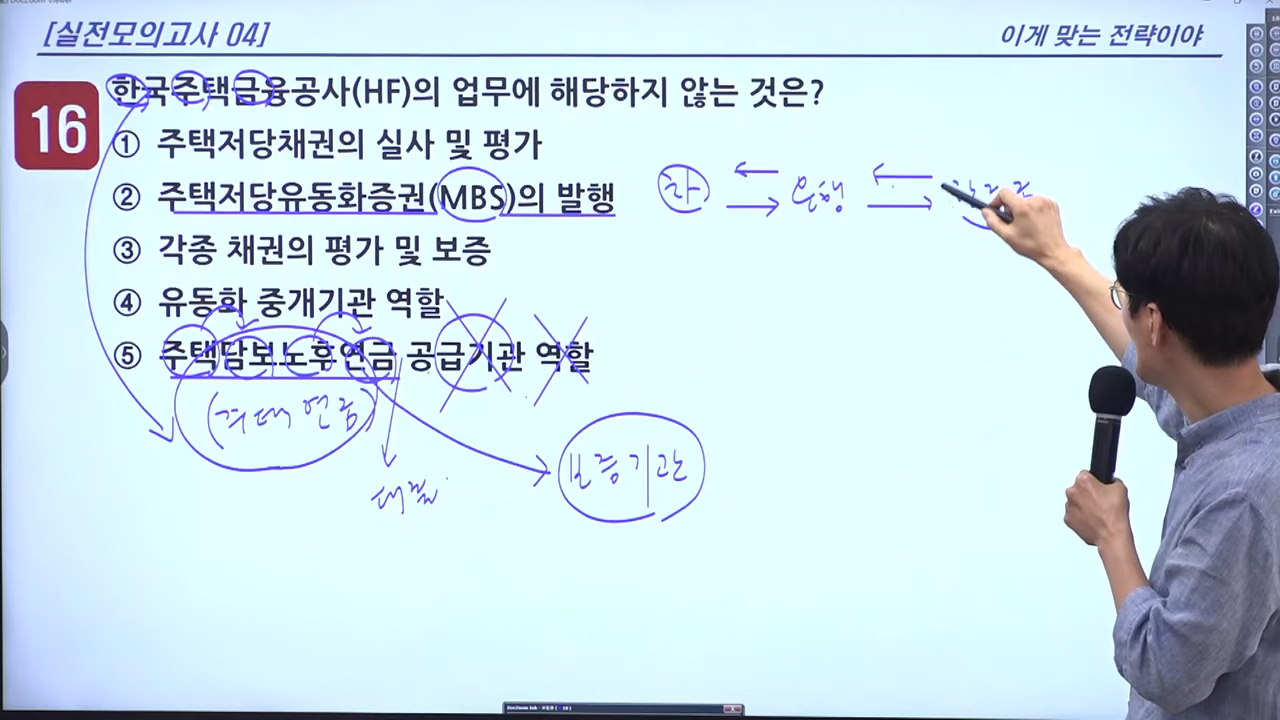 [실전모의고사 04]
이게 맞는 전략이야
16
한국주택금융공사(HF)의 업무에 해당하지 않는 것은?
① 주택저당채권의 실사 및 평가
② 주택저당유동화증권(MBS)의 발행
③ 각종 채권의 평가 및 보증
④ 유동화 중개기관 역할
⑤ 주택담보노후연금 공급기관 역할
은행
(주택연금)
대출
보증기관